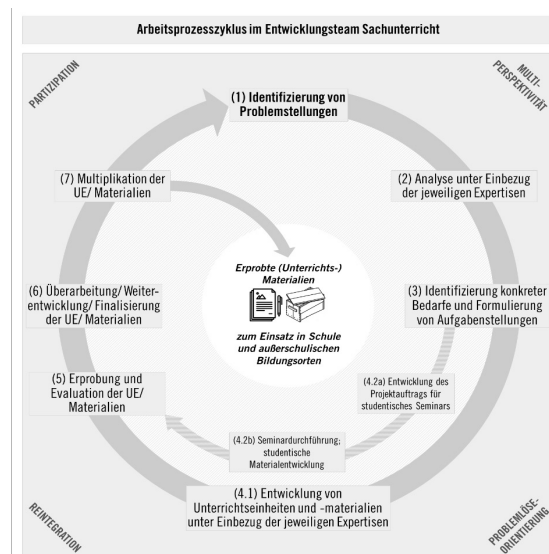 Arbeitsprozesszyklus im Entwicklungsteam Sachunterricht
PARTIZIPATION
MULTI-
PERSPEKTIVITÄT
(1) Identifizierung von
Problemstellungen
(7) Multiplikation der
UE/ Materialien
(2) Analyse unter Einbezug
der jeweiligen Expertisen
Erprobte (Unterrichts-)
Materialien
zum Einsatz in Schule
und außerschulischen
Bildungsorten
(6) Überarbeitung/ Weiter-
entwicklung/ Finalisierung
der UE/ Materialien
(3) Identifizierung konkreter
Bedarfe und Formulierung
von Aufgabenstellungen
(5) Erprobung und
Evaluation der UE/
Materialien
(4.2a) Entwicklung des
Projektauftrags für
studentisches Seminars
(4.2b) Seminardurchführung;
studentische
Materialentwicklung
(4.1) Entwicklung von
Unterrichtseinheiten und -materialien
unter Einbezug der jeweiligen Expertisen
REINTEGRATION
PROBLEMLÖSE-
ORIENTIERUNG